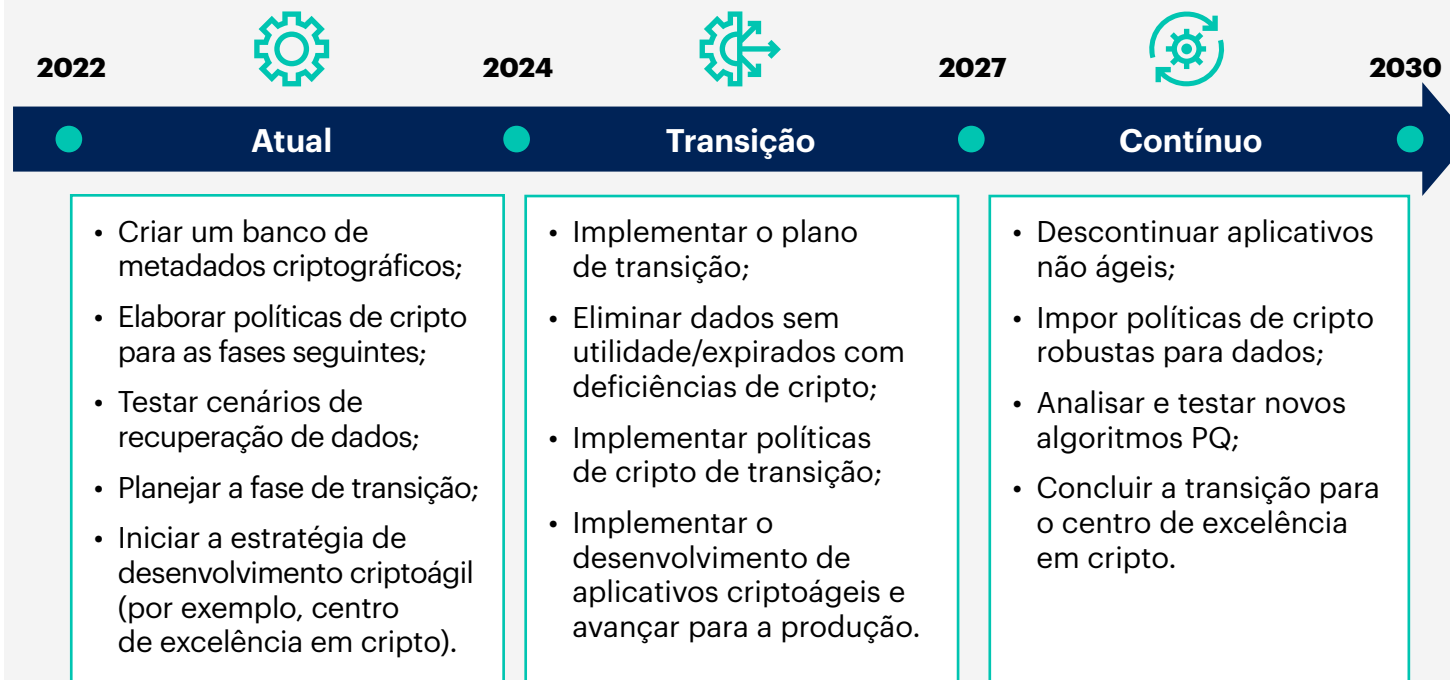 2022
2024
2027
2030
Atual
Transição
Contínuo
• Criar um banco de
metadados criptográficos;
• Elaborar políticas de cripto
para as fases seguintes;
• Testar cenários de
recuperação de dados;
• Planejar a fase de transição;
• Iniciar a estratégia de
desenvolvimento criptoágil
(por exemplo, centro
de excelência em cripto).
• Implementar o plano
de transição;
• Eliminar dados sem
utilidade/expirados com
deficiências de cripto;
• Implementar políticas
de cripto de transição;
• Implementar o
desenvolvimento de
aplicativos criptoágeis e
avançar para a produção.
• Descontinuar aplicativos
não ágeis;
• Impor políticas de cripto
robustas para dados;
• Analisar e testar novos
algoritmos PQ;
• Concluir a transição para
o centro de excelência
em cripto.